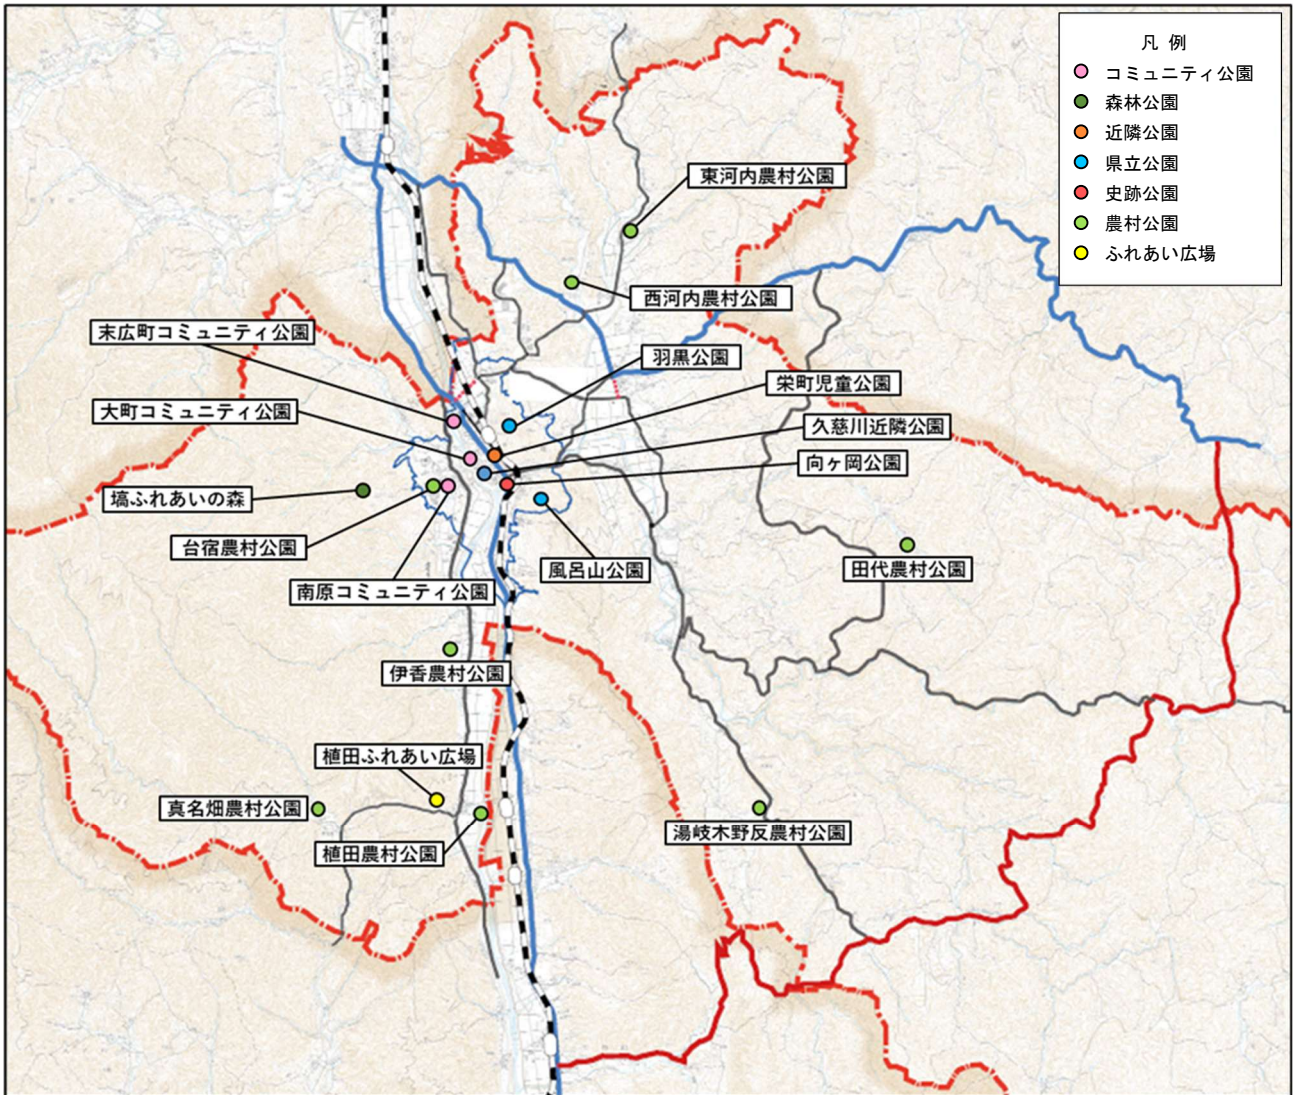 凡 例
コミュニティ公園
森林公園
近隣公園
県立公園
史跡公園
農村公園
ふれあい広場
東河内農村公園
西河内農村公園
末広町コミュニティ公園
羽黒公園
栄町児童公園
大町コミュニティ公園
久慈川近隣公園
向ヶ岡公園
塙ふれあいの森
台宿農村公園
風呂山公園
田代農村公園
南原コミュニティ公園
伊香農村公園
植田ふれあい広場
真名畑農村公園
湯岐木野反農村公園
植田農村公園